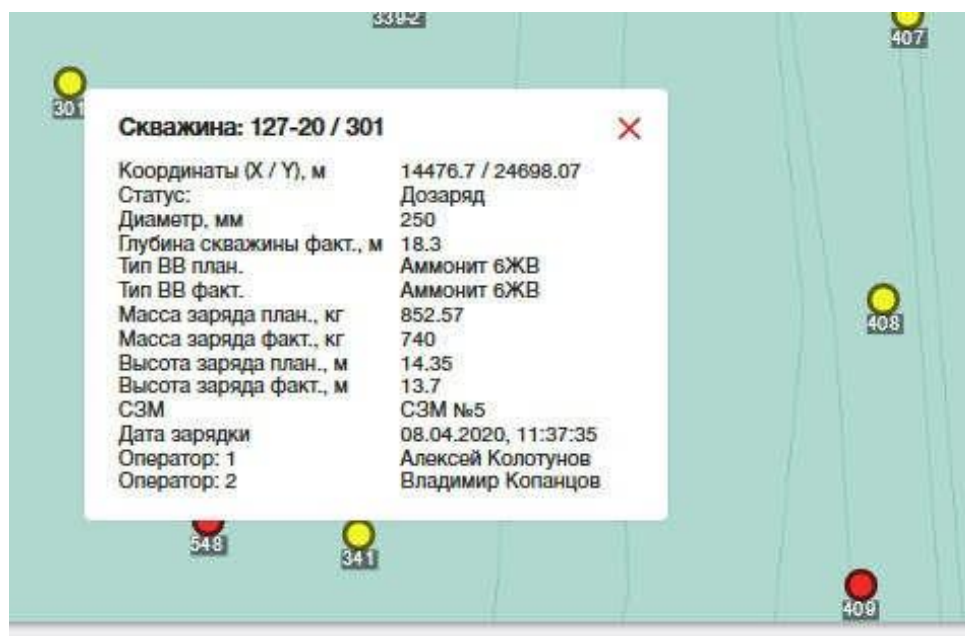 339-2
407
301
Скважина: 127-20 / 301
Координаты (X / Y), м 14476.7 / 24698.07
Статус: Дозаряд
Диаметр, мм 250
Глубина скважины факт., м 18.3
Тип ВВ план. Аммонит 6ЖВ
Тип ВВ факт. Аммонит 6ЖВ
Масса заряда план., кг 852.57
Масса заряда факт., кг 740
Высота заряда план., м 14.35
Высота заряда факт., м 13.7
СЗМ СЗМ №5
Дата зарядки 08.04.2020, 11:37:35
Оператор: 1 Алексей Колотунов
Оператор: 2 Владимир Копанцов
408
548
341
409